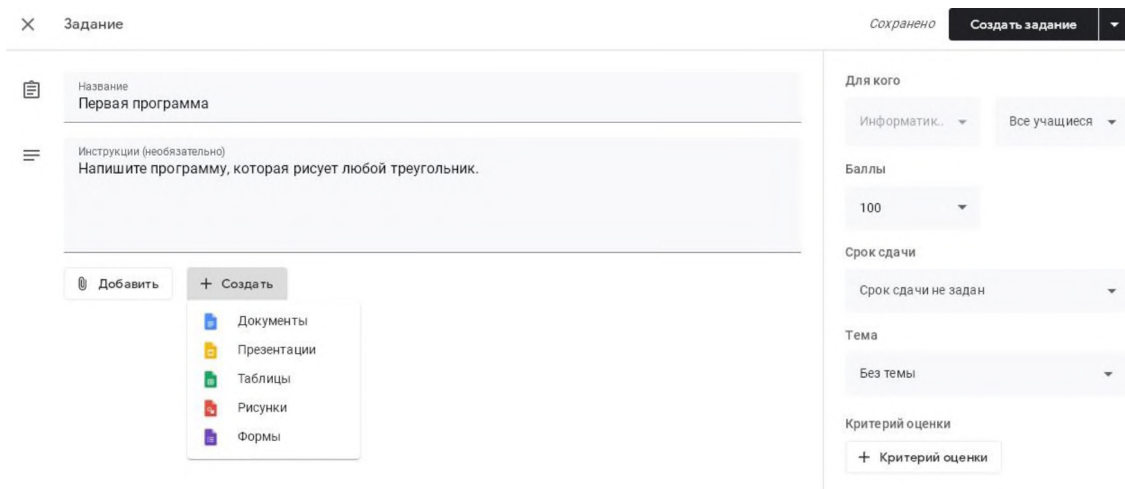 Задание
Сохранено
Создать задание
Название
Первая программа
Инструкции (необязательно)
Напишите программу, которая рисует любой треугольник.
Добавить
+ Создать
Документы
Презентации
Таблицы
Рисунки
Формы
Для кого
Информатик..
Все учащиеся
Баллы
100
Срок сдачи
Срок сдачи не задан
Тема
Без темы
Критерий оценки
+ Критерий оценки